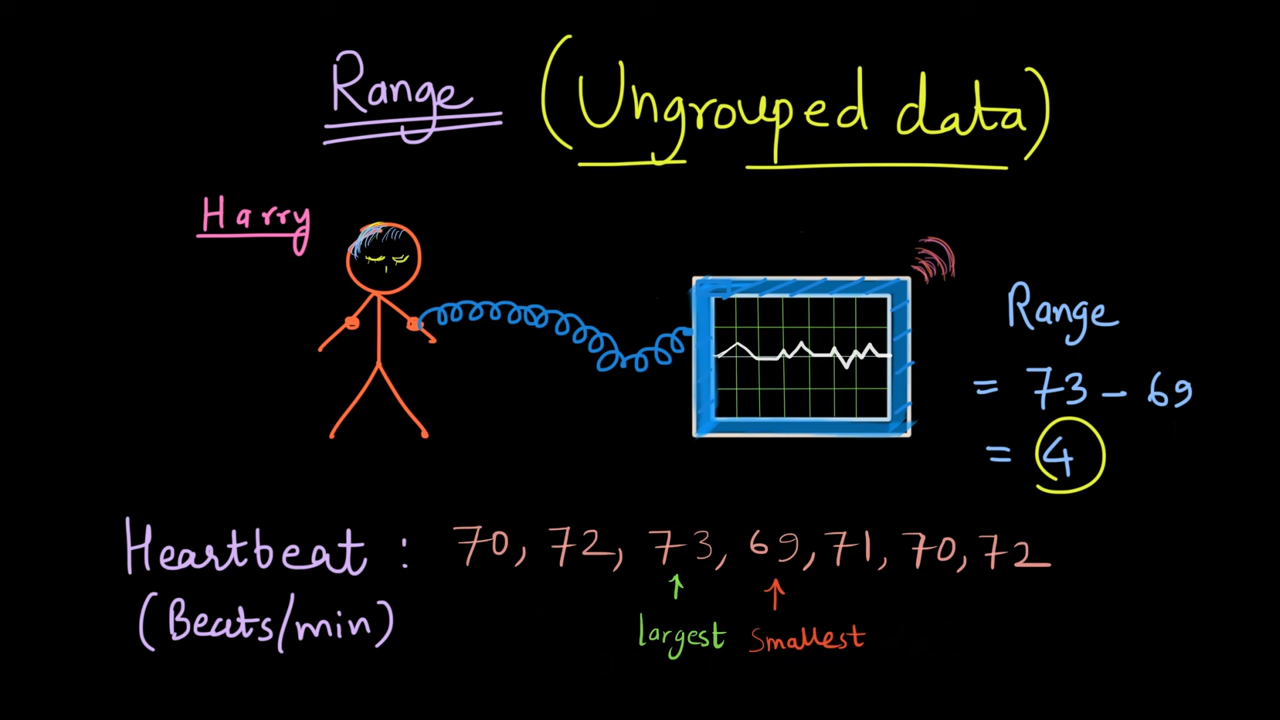 Range (Ungrouped data)
Harry
Range
= 73 - 69
= 4
Heartbeat : 70, 72, 73, 69, 71, 70, 72
(Beats/min)
largest smallest